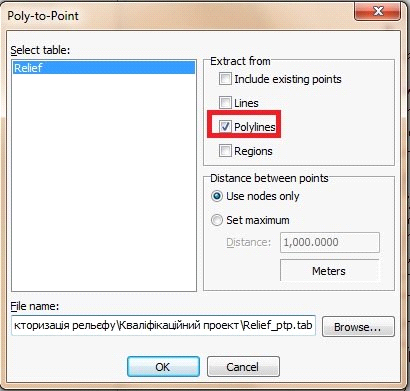 Poly-to-Point
Select table:
Relief
Extract from
Include existing points
Lines
Polylines
Regions
Distance between points
Use nodes only
Set maximum
Distance: 1,000.0000
Meters
File name:
кторизація рельєфу\Кваліфікаційний проект\Relief_ptp.tab
Browse...
OK Cancel